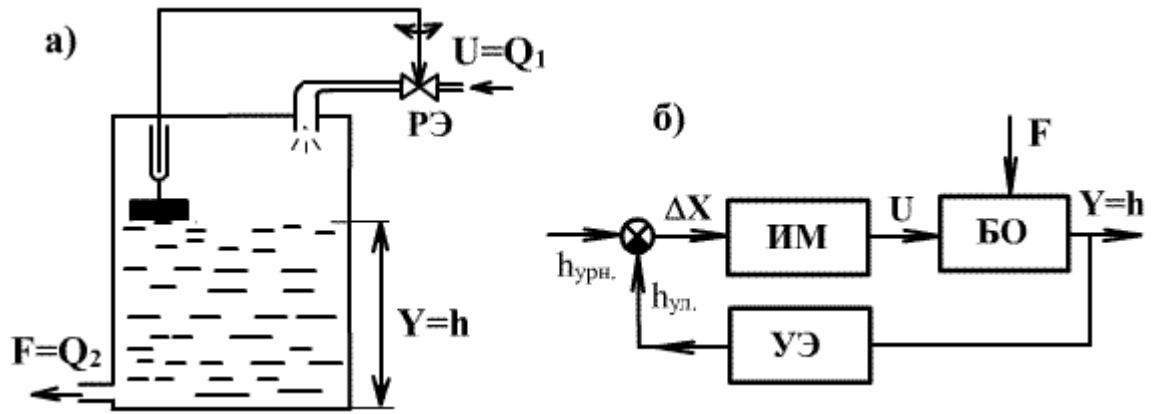 а)
U=Q₁
РЭ
Y=h
F=Q₂
б)
F
ΔX
ИМ
U
БО
Y=h
hурн.
hул.
УЭ